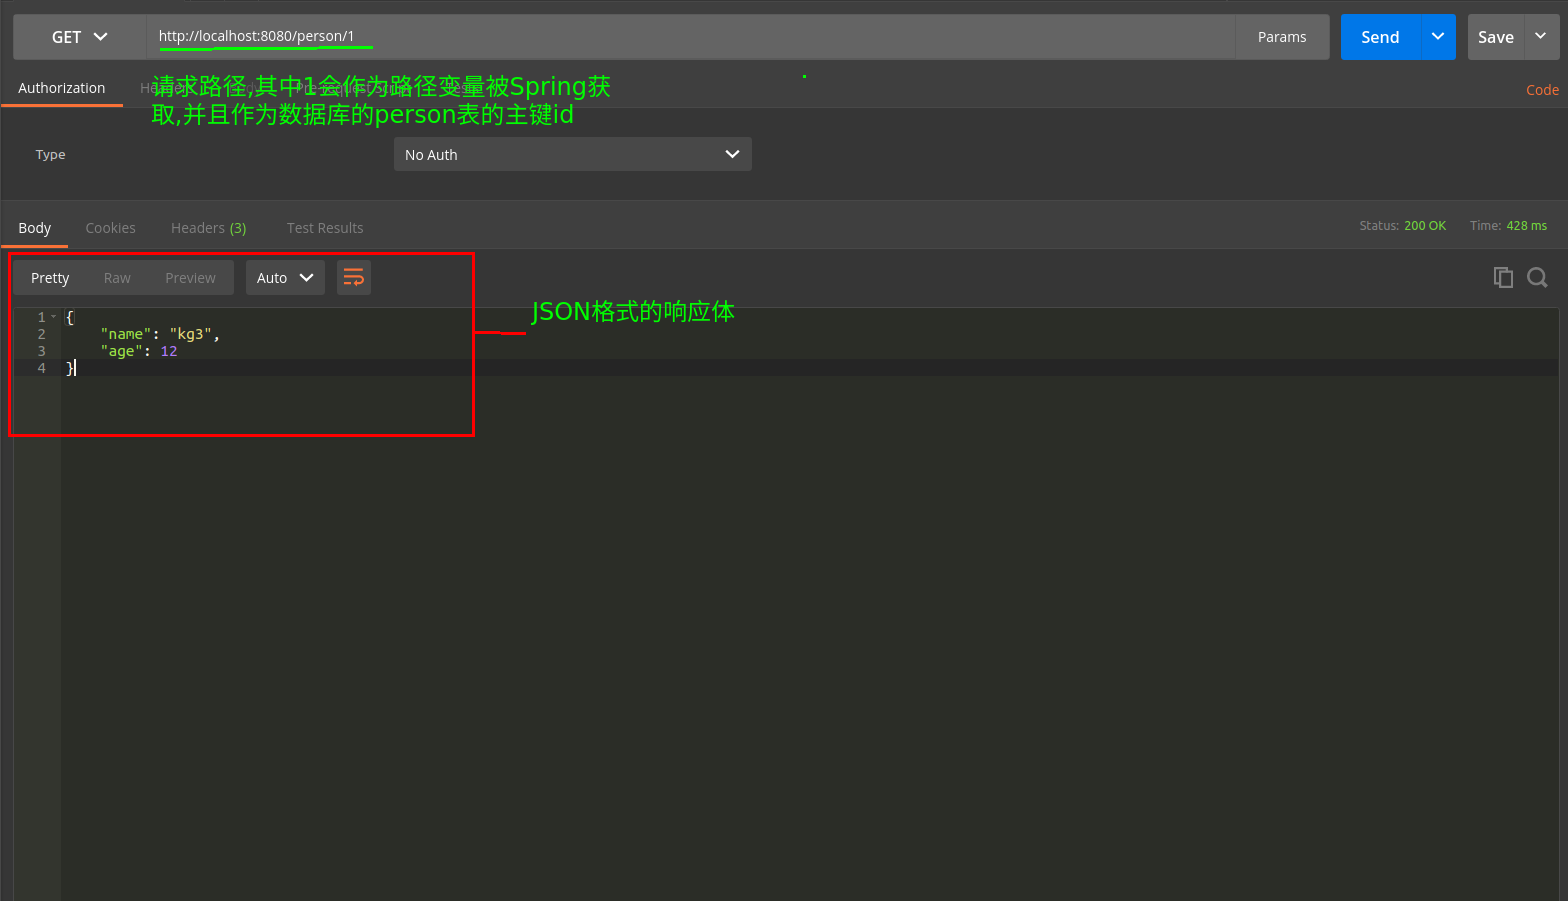 GET
http://localhost:8080/person/1
Params
Send
Save
请求路径,其中1会作为路径变量被Spring获
取,并且作为数据库的person表的主键id
Authorization
Code
Type
No Auth
Body
Cookies
Headers (3)
Test Results
Status: 200 OK
Time: 428 ms
Pretty
Raw
Preview
Auto
JSON格式的响应体
1
{
2
"name": "kg3",
3
"age": 12
4
}